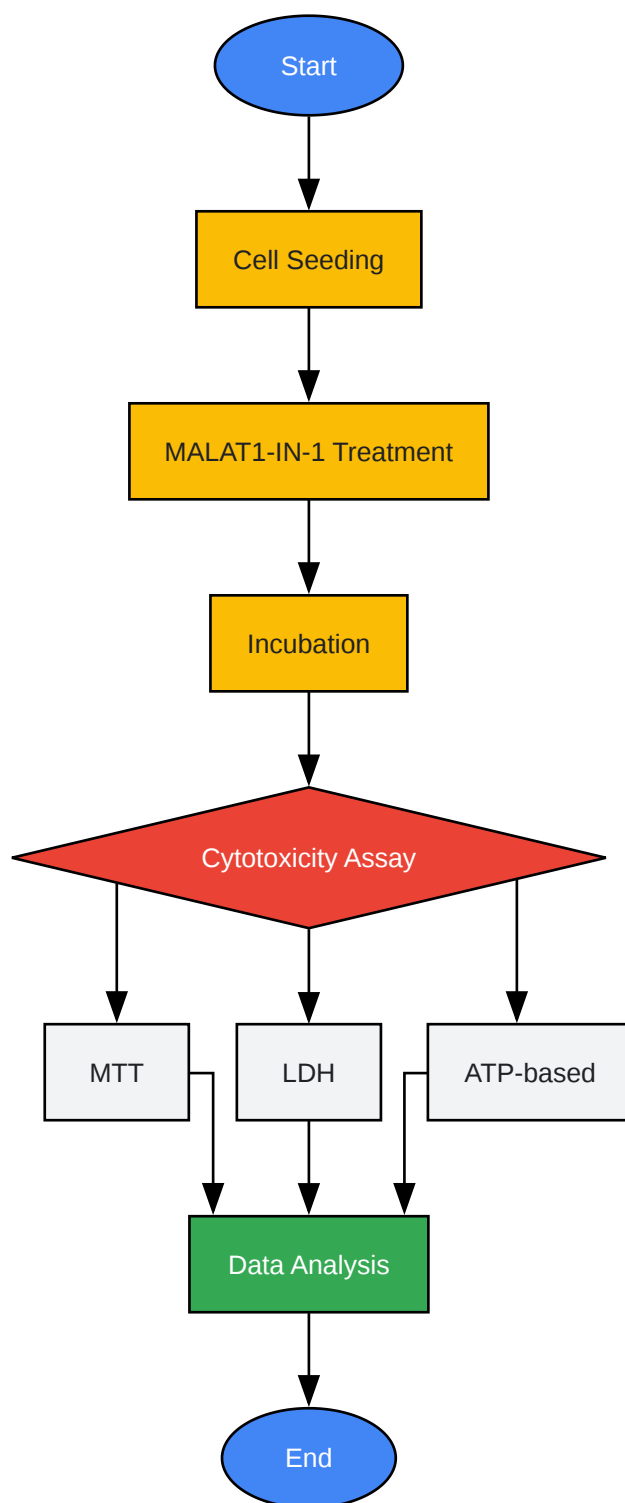 Start
Cell Seeding
MALAT1-IN-1 Treatment
Incubation
Cytotoxicity Assay
MTT
LDH
ATP-based
Data Analysis
End